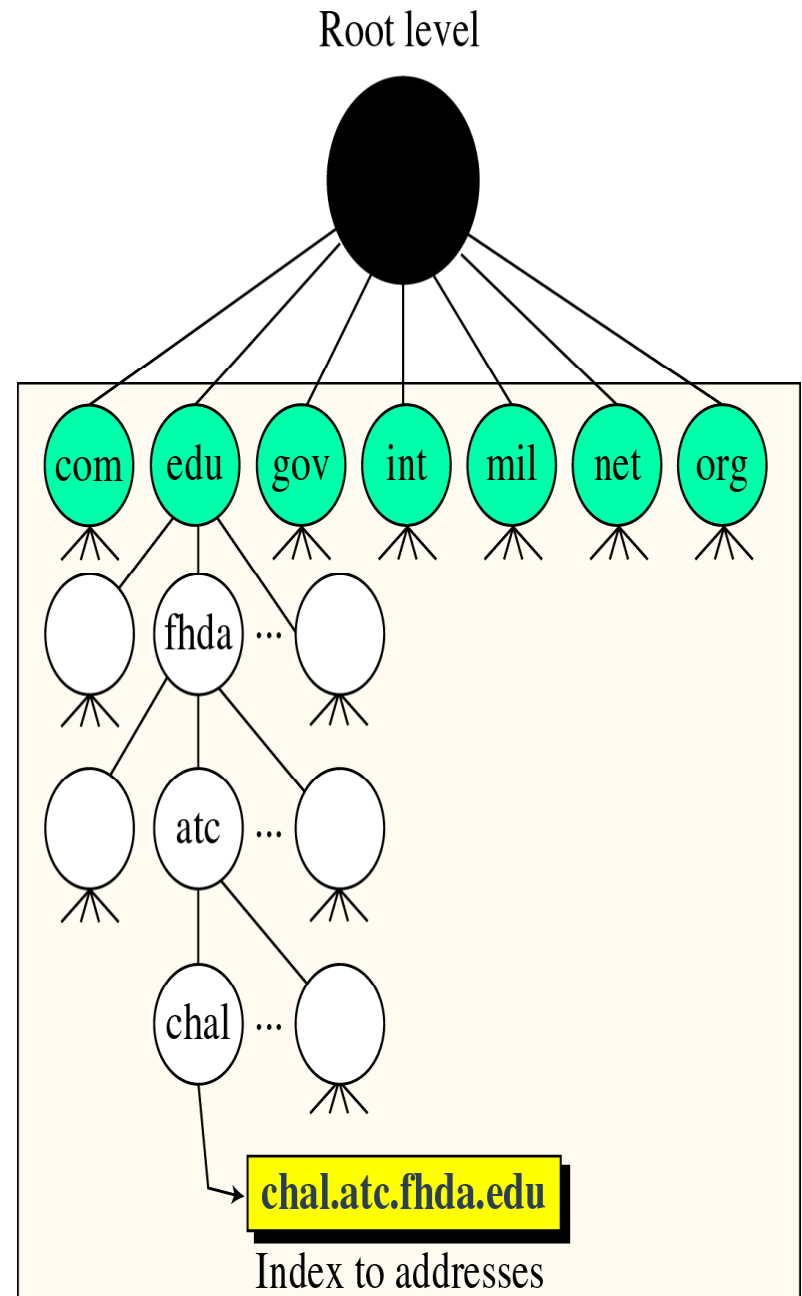 Root level
com edu gov int mil net org
fhda ...
atc ...
chal ...
chal.atc.fhda.edu
Index to addresses